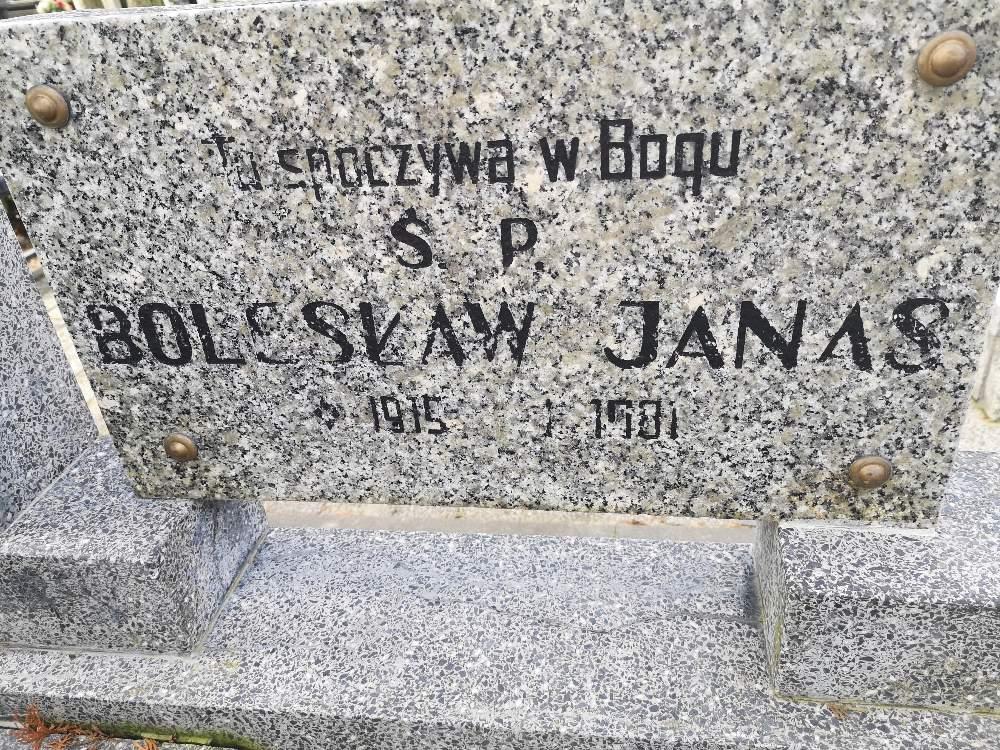 Tu spoczywa w Bogu
Ś. P.
BOLESŁAW JANAS
* 1915 † 1981